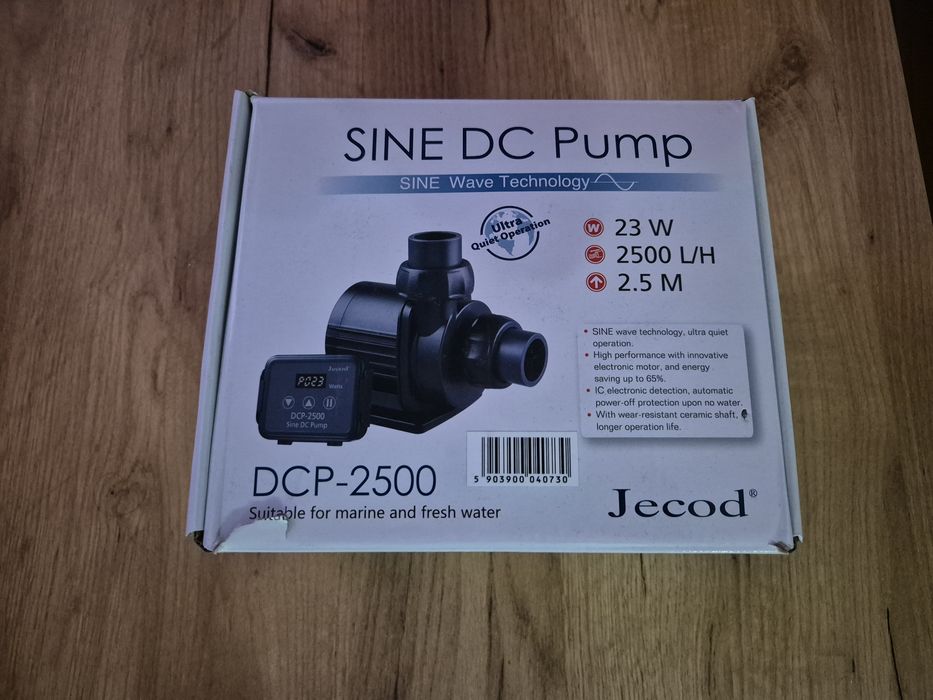 SINE DC Pump
SINE Wave Technology
Ultra
Quiet Operation
W 23 W
2500 L/H
2.5 M
• SINE wave technology, ultra quiet
operation.
• High performance with innovative
electronic motor, and energy
saving up to 65%.
• IC electronic detection, automatic
power-off protection upon no water.
• With wear-resistant ceramic shaft,
longer operation life.
Jecod
P023
Watts
DCP-2500
Sine DC Pump
5 903900 040730
DCP-2500
Suitable for marine and fresh water
Jecod®